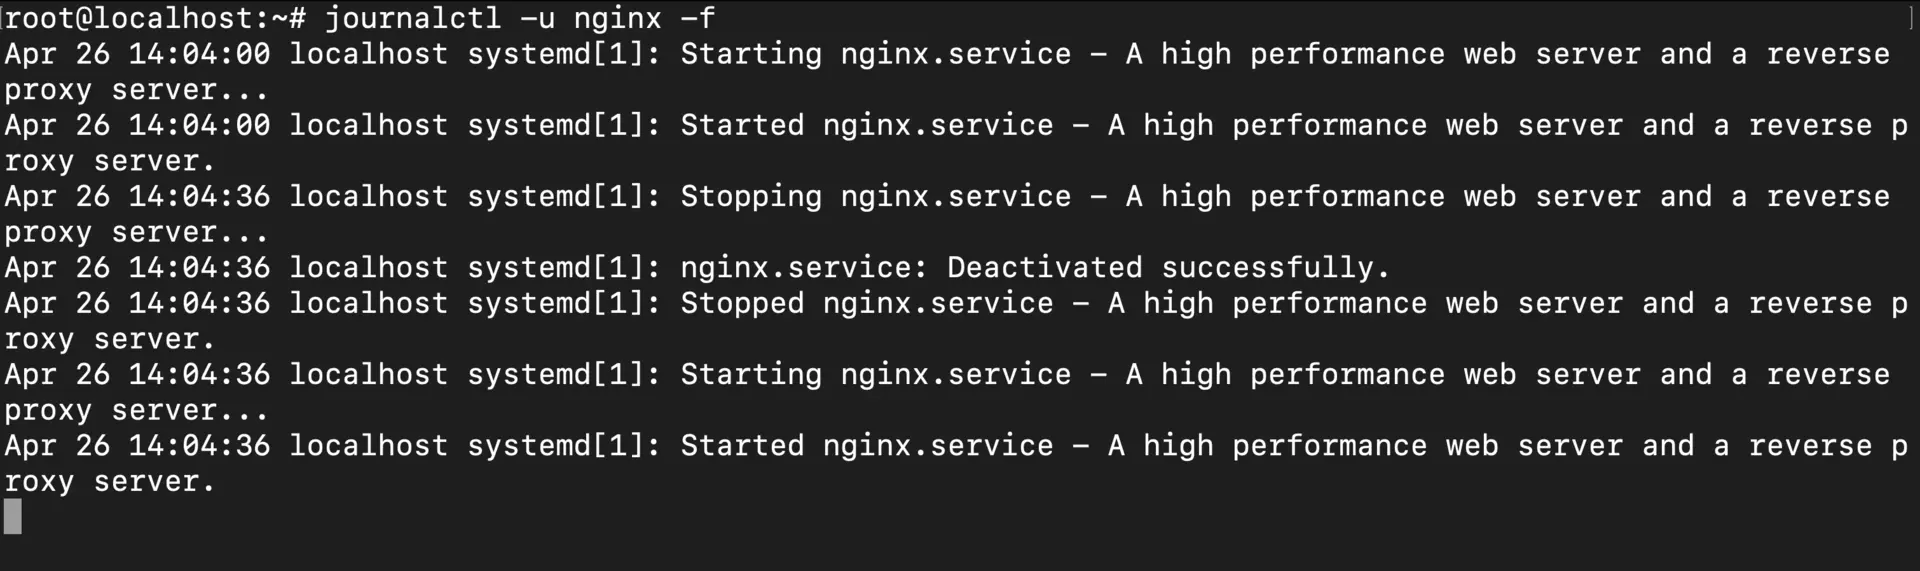 [root@localhost:~# journalctl -u nginx -f ]
Apr 26 14:04:00 localhost systemd[1]: Starting nginx.service - A high performance web server and a reverse
proxy server...
Apr 26 14:04:00 localhost systemd[1]: Started nginx.service - A high performance web server and a reverse p
roxy server.
Apr 26 14:04:36 localhost systemd[1]: Stopping nginx.service - A high performance web server and a reverse
proxy server...
Apr 26 14:04:36 localhost systemd[1]: nginx.service: Deactivated successfully.
Apr 26 14:04:36 localhost systemd[1]: Stopped nginx.service - A high performance web server and a reverse p
roxy server.
Apr 26 14:04:36 localhost systemd[1]: Starting nginx.service - A high performance web server and a reverse
proxy server...
Apr 26 14:04:36 localhost systemd[1]: Started nginx.service - A high performance web server and a reverse p
roxy server.